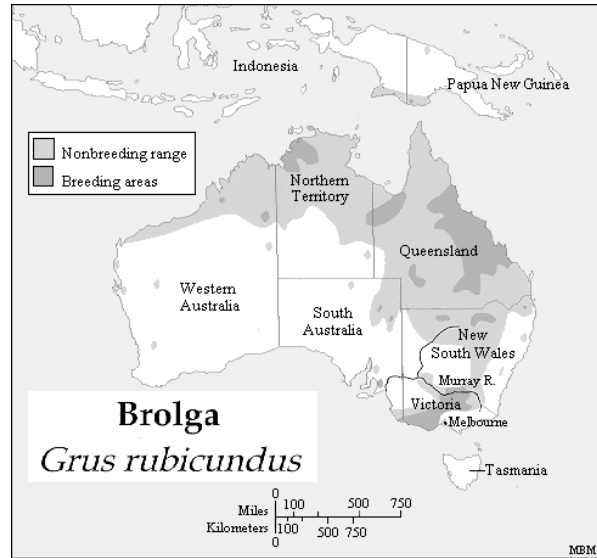 Indonesia
Papua New Guinea
Nonbreeding range
Breeding areas
Northern
Territory
Queensland
Western
Australia
South
Australia
New
South Wales
Murray R.
Victoria
Melbourne
Brolga
Grus rubicundus
Tasmania
0
100 500 750
Miles
Kilometers
100 500 750
0
MBM